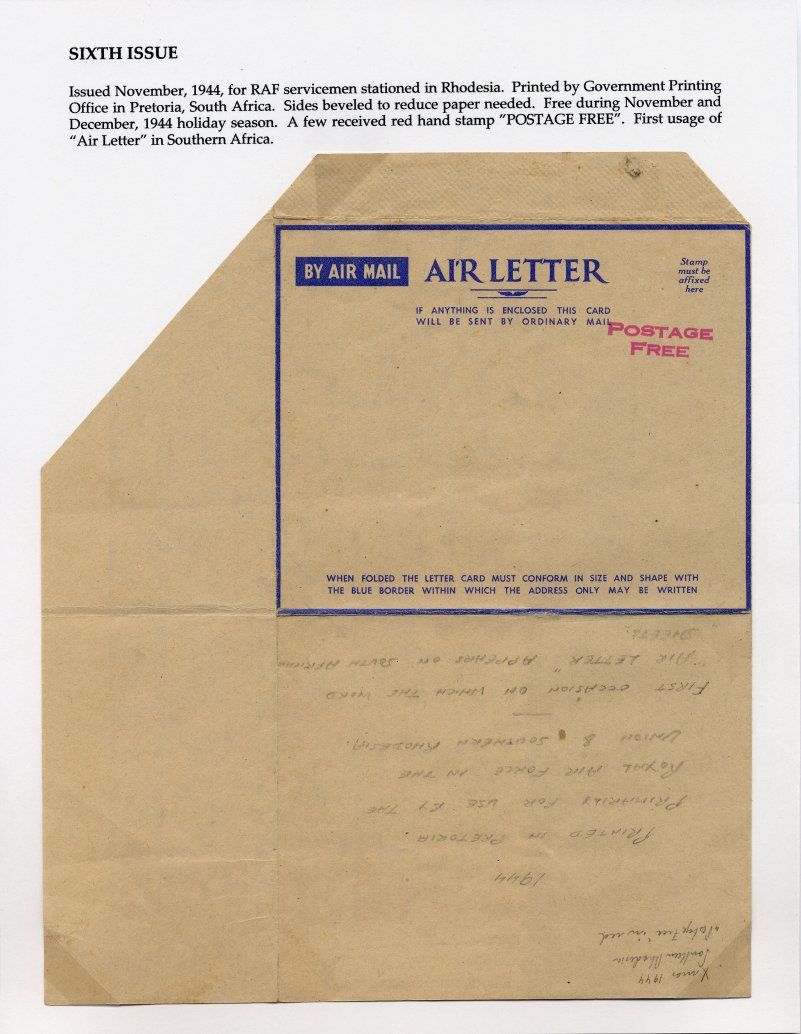 SIXTH ISSUE
Issued November, 1944, for RAF servicemen stationed in Rhodesia. Printed by Government Printing
Office in Pretoria, South Africa. Sides beveled to reduce paper needed. Free during November and
December, 1944 holiday season. A few received red hand stamp "POSTAGE FREE". First usage of
"Air Letter" in Southern Africa.
BY AIR MAIL
AIR LETTER
Stamp
must be
affixed
here
IF ANYTHING IS ENCLOSED THIS CARD
WILL BE SENT BY ORDINARY MAIL
POSTAGE
FREE
WHEN FOLDED THE LETTER CARD MUST CONFORM IN SIZE AND SHAPE WITH
THE BLUE BORDER WITHIN WHICH THE ADDRESS ONLY MAY BE WRITTEN
Xmas 1944
Southern Rhodesia
"Postage Free" in red
1944
PRINTED IN PRETORIA
PRIMARILY FOR USE BY THE
ROYAL AIR FORCE IN THE
UNION & SOUTHERN RHODESIA.
FIRST OCCASION ON WHICH THE WORD
"AIR LETTER" APPEARS ON SOUTH AFRICAN
SHEETS.